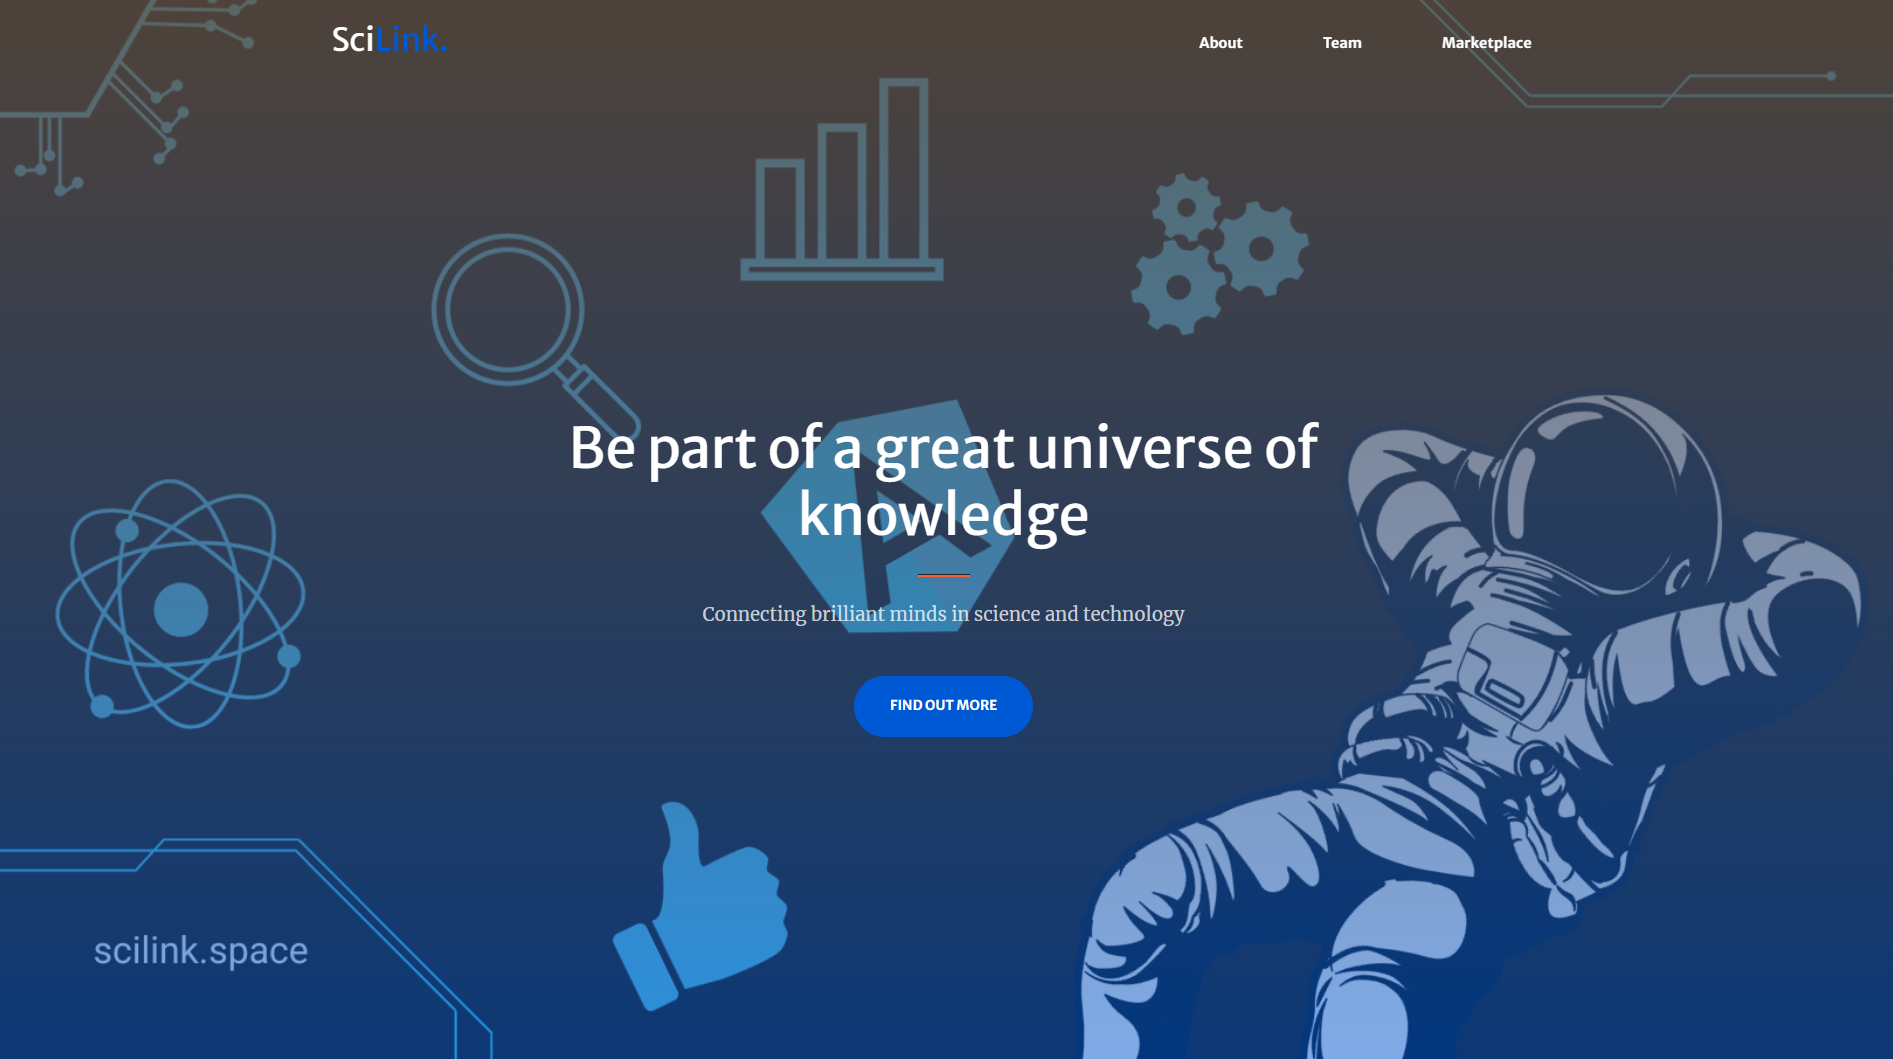 SciLink.
About
Team
Marketplace
Be part of a great universe of
knowledge
Connecting brilliant minds in science and technology
FIND OUT MORE
scilink.space